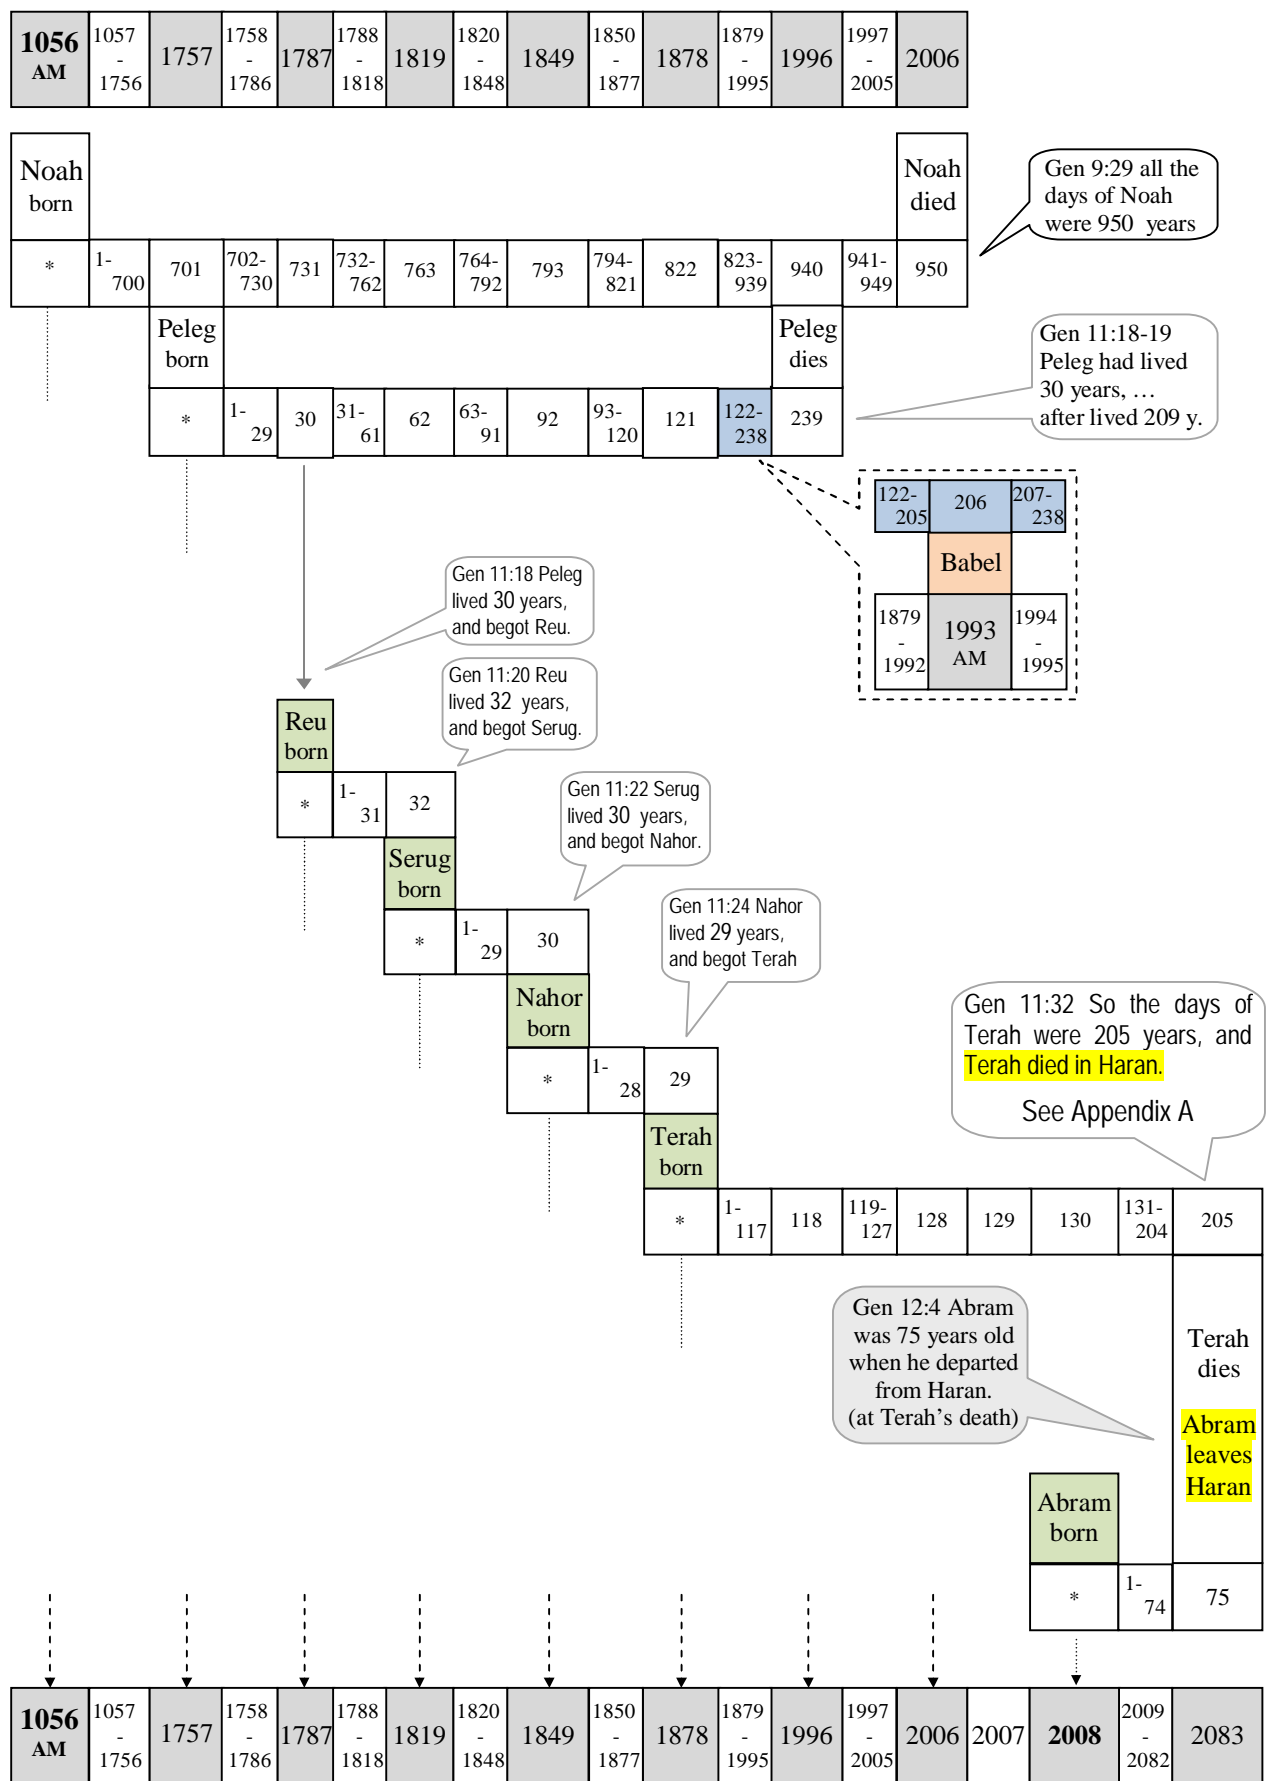 1056 AM 1057 - 1756 1757 1758 - 1786 1787 1788 - 1818 1819 1820 - 1848 1849 1850 - 1877 1878 1879 - 1995 1996 1997 - 2005 2006
Noah
born
Noah
died
Gen 9:29 all the
days of Noah
were 950 years
* 1-700 701 702-730 731 732-762 763 764-792 793 794-821 822 823-939 940 941-949 950
Peleg
born
Peleg
dies
Gen 11:18-19
Peleg had lived
30 years, …
after lived 209 y.
* 1-29 30 31-61 62 63-91 92 93-120 121 122-238 239
122-205 206 207-238
Babel
1879 - 1992 1993 AM 1994 - 1995
Gen 11:18 Peleg
lived 30 years,
and begot Reu.
Gen 11:20 Reu
lived 32 years,
and begot Serug.
Reu
born
* 1-31 32
Gen 11:22 Serug
lived 30 years,
and begot Nahor.
Serug
born
* 1-29 30
Gen 11:24 Nahor
lived 29 years,
and begot Terah
Nahor
born
* 1-28 29
Gen 11:32 So the days of
Terah were 205 years, and
Terah died in Haran.
See Appendix A
Terah
born
* 1-117 118 119-127 128 129 130 131-204 205
Gen 12:4 Abram
was 75 years old
when he departed
from Haran.
(at Terah’s death)
Terah
dies
Abram
leaves
Haran
Abram
born
* 1-74 75
1056 AM 1057 - 1756 1757 1758 - 1786 1787 1788 - 1818 1819 1820 - 1848 1849 1850 - 1877 1878 1879 - 1995 1996 1997 - 2005 2006 2007 2008 2009 - 2082 2083